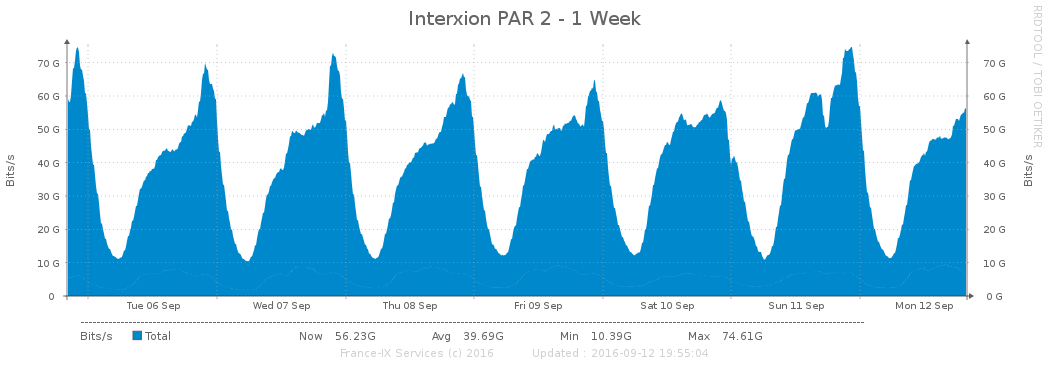 Interxion PAR 2 - 1 Week
RRDTOOL / TOBI OETIKER
Bits/s
70 G 70 G
60 G 60 G
50 G 50 G
40 G 40 G
30 G 30 G
20 G 20 G
10 G 10 G
0 0 G
Bits/s
Tue 06 Sep Wed 07 Sep Thu 08 Sep Fri 09 Sep Sat 10 Sep Sun 11 Sep Mon 12 Sep
Bits/s Total Now 56.23G Avg 39.69G Min 10.39G Max 74.61G
France-IX Services (c) 2016 Updated : 2016-09-12 19:55:04